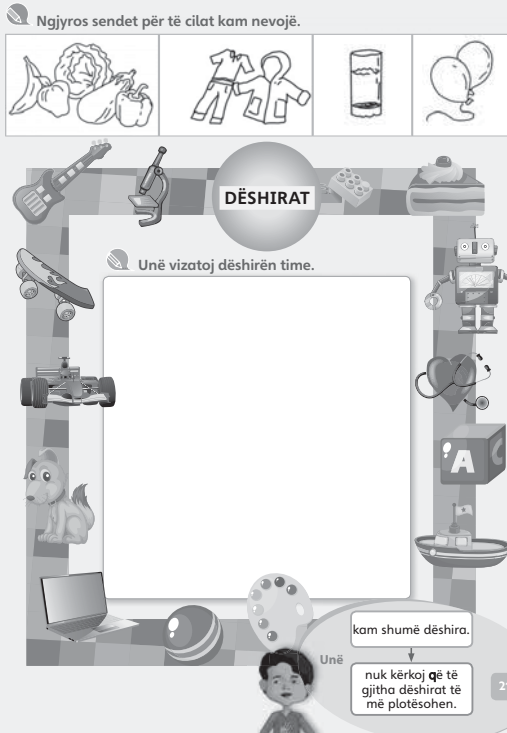 Ngjyros sendet për të cilat kam nevojë.
DËSHIRAT
Unë vizatoj dëshirën time.
A
C
kam shumë dëshira.
Unë
nuk kërkoj që të
gjitha dëshirat të
më plotësohen.